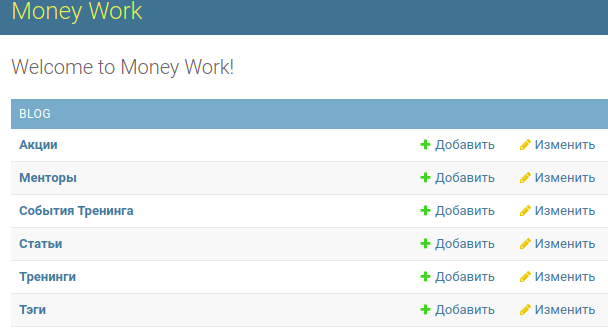 Money Work
Welcome to Money Work!
BLOG
Акции Добавить Изменить
Менторы Добавить Изменить
События Тренинга Добавить Изменить
Статьи Добавить Изменить
Тренинги Добавить Изменить
Тэги Добавить Изменить